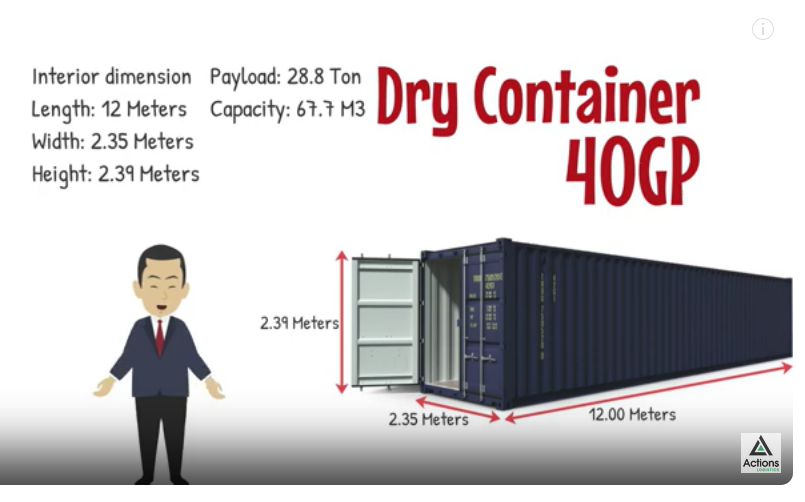 Interior dimension
Length: 12 Meters
Width: 2.35 Meters
Height: 2.39 Meters
Payload: 28.8 Ton
Capacity: 67.7 M3
Dry Container
40GP
2.39 Meters
2.35 Meters
12.00 Meters
Actions
LOGISTICS